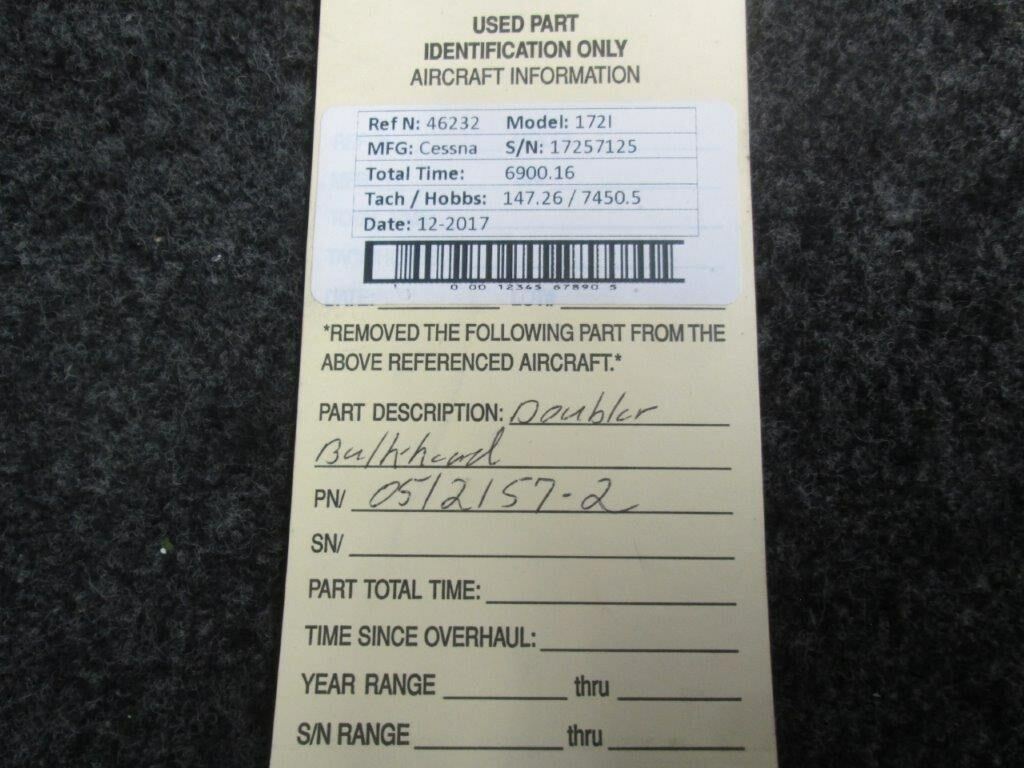 USED PART
IDENTIFICATION ONLY
AIRCRAFT INFORMATION
Ref N: 46232 Model: 172I
MFG: Cessna S/N: 17257125
Total Time: 6900.16
Tach / Hobbs: 147.26 / 7450.5
Date: 12-2017
1 0 00 12345 67890 5
DATE:
*REMOVED THE FOLLOWING PART FROM THE
ABOVE REFERENCED AIRCRAFT.*
PART DESCRIPTION: Doubler
Bulkhead
PN/ 0512157-2
SN/
PART TOTAL TIME:
TIME SINCE OVERHAUL:
YEAR RANGE thru
S/N RANGE thru